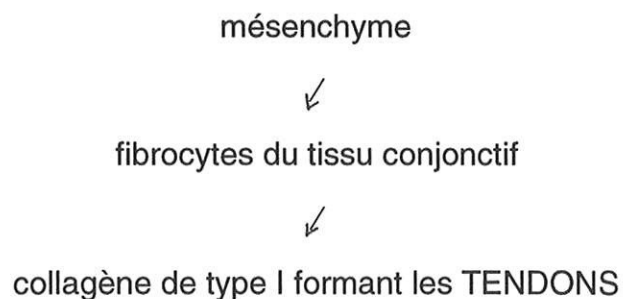 mésenchyme
fibrocytes du tissu conjonctif
collagène de type I formant les TENDONS